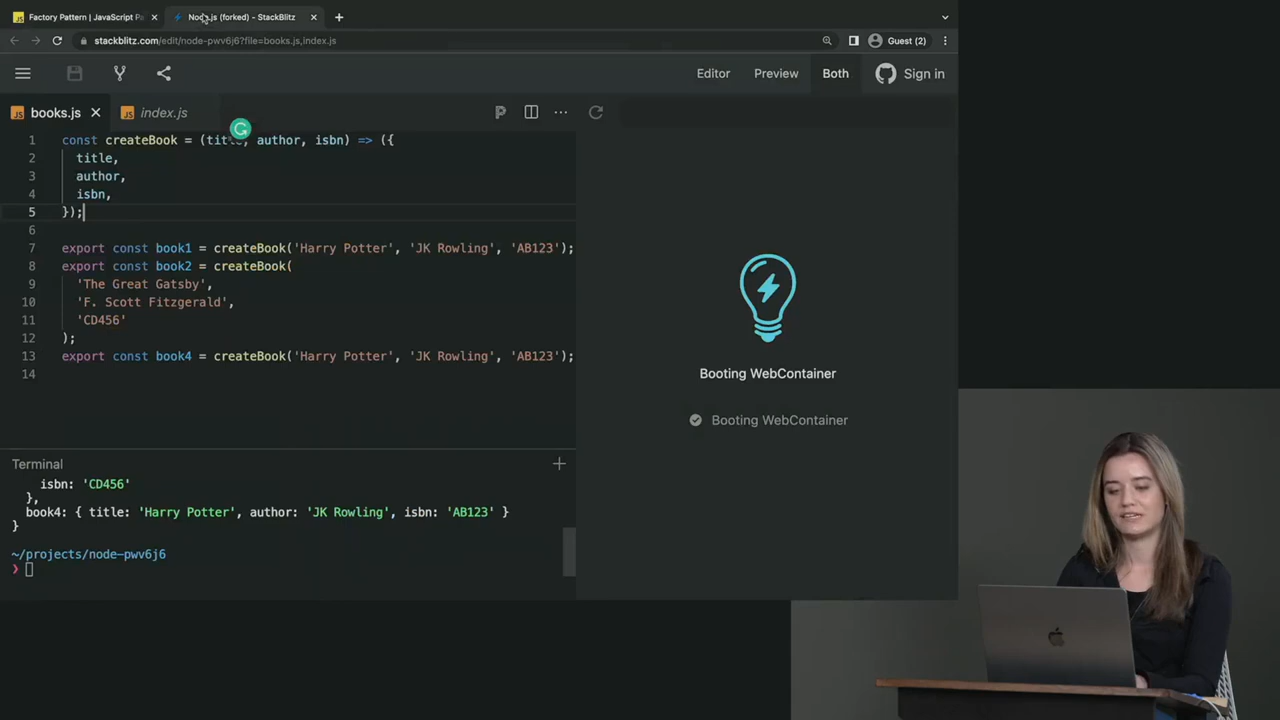 Factory Pattern | JavaScript Pa
Node.js (forked) - StackBlitz
stackblitz.com/edit/node-pwv6j6?file=books.js,index.js
Guest (2)
Editor
Preview
Both
Sign in
JS books.js
JS index.js
1 const createBook = (title, author, isbn) => ({
2 title,
3 author,
4 isbn,
5 });
6
7 export const book1 = createBook('Harry Potter', 'JK Rowling', 'AB123');
8 export const book2 = createBook(
9 'The Great Gatsby',
10 'F. Scott Fitzgerald',
11 'CD456'
12 );
13 export const book4 = createBook('Harry Potter', 'JK Rowling', 'AB123');
14
Booting WebContainer
Booting WebContainer
Terminal
isbn: 'CD456'
},
book4: { title: 'Harry Potter', author: 'JK Rowling', isbn: 'AB123' }
}
~/projects/node-pwv6j6
❯